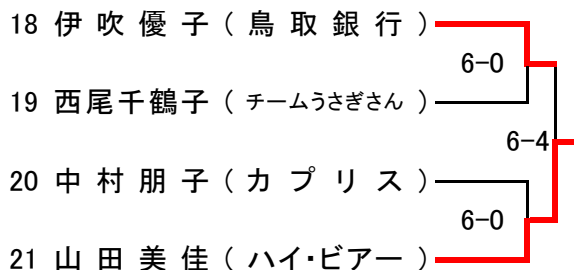 18 伊吹優子（鳥取銀行）
6-0
19 西尾千鶴子（チームうさぎさん）
6-4
20 中村朋子（カプリス）
6-0
21 山田美佳（ハイ・ビアー）